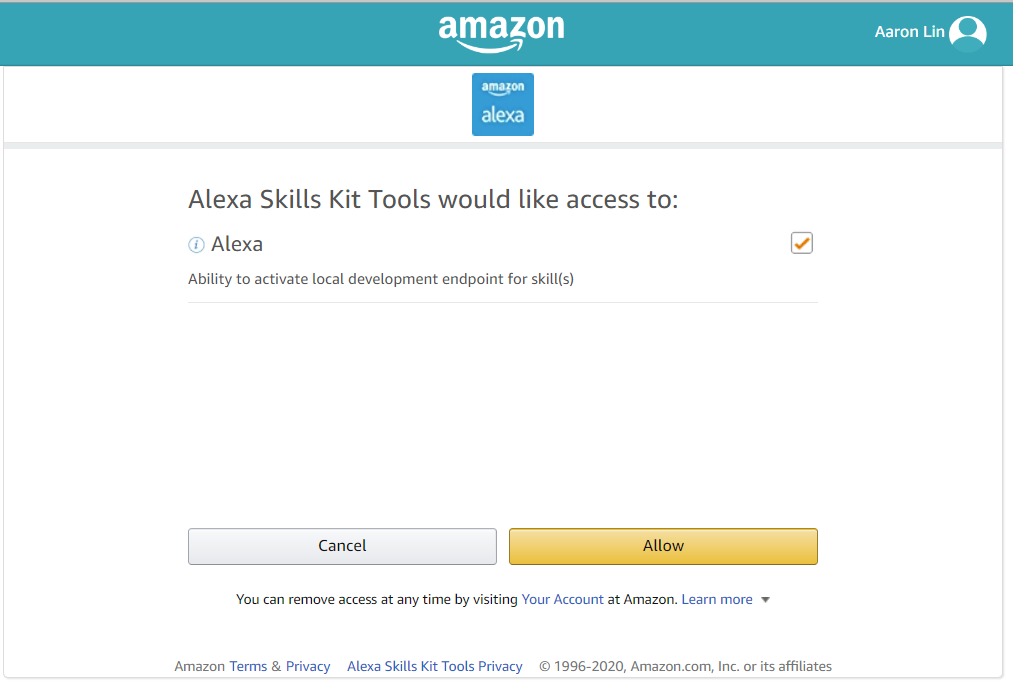 amazon
Aaron Lin
amazon
alexa
Alexa Skills Kit Tools would like access to:
i Alexa
Ability to activate local development endpoint for skill(s)
Cancel
Allow
You can remove access at any time by visiting Your Account at Amazon. Learn more
Amazon Terms & Privacy Alexa Skills Kit Tools Privacy © 1996-2020, Amazon.com, Inc. or its affiliates